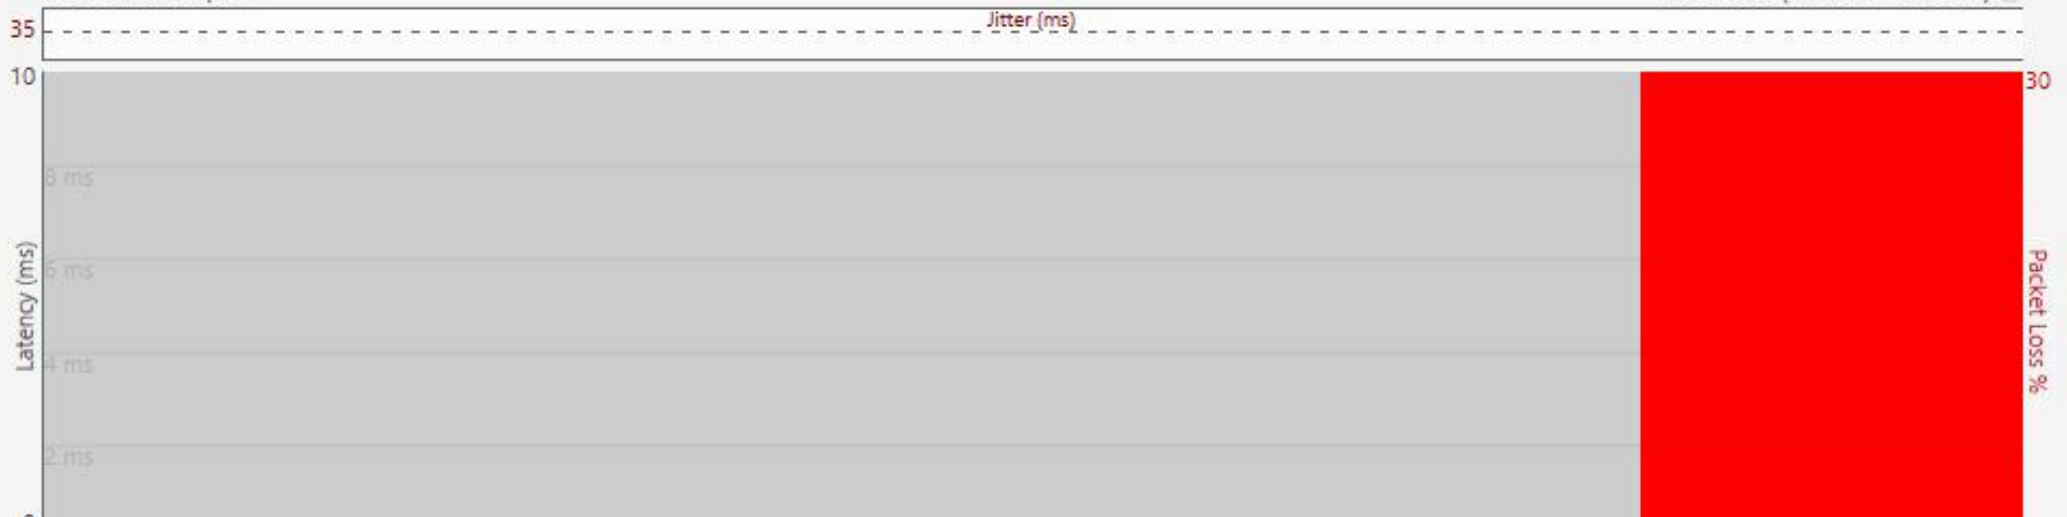 Jitter (ms)
35
10
30
8 ms
6 ms
4 ms
2 ms
Latency (ms)
Packet Loss %